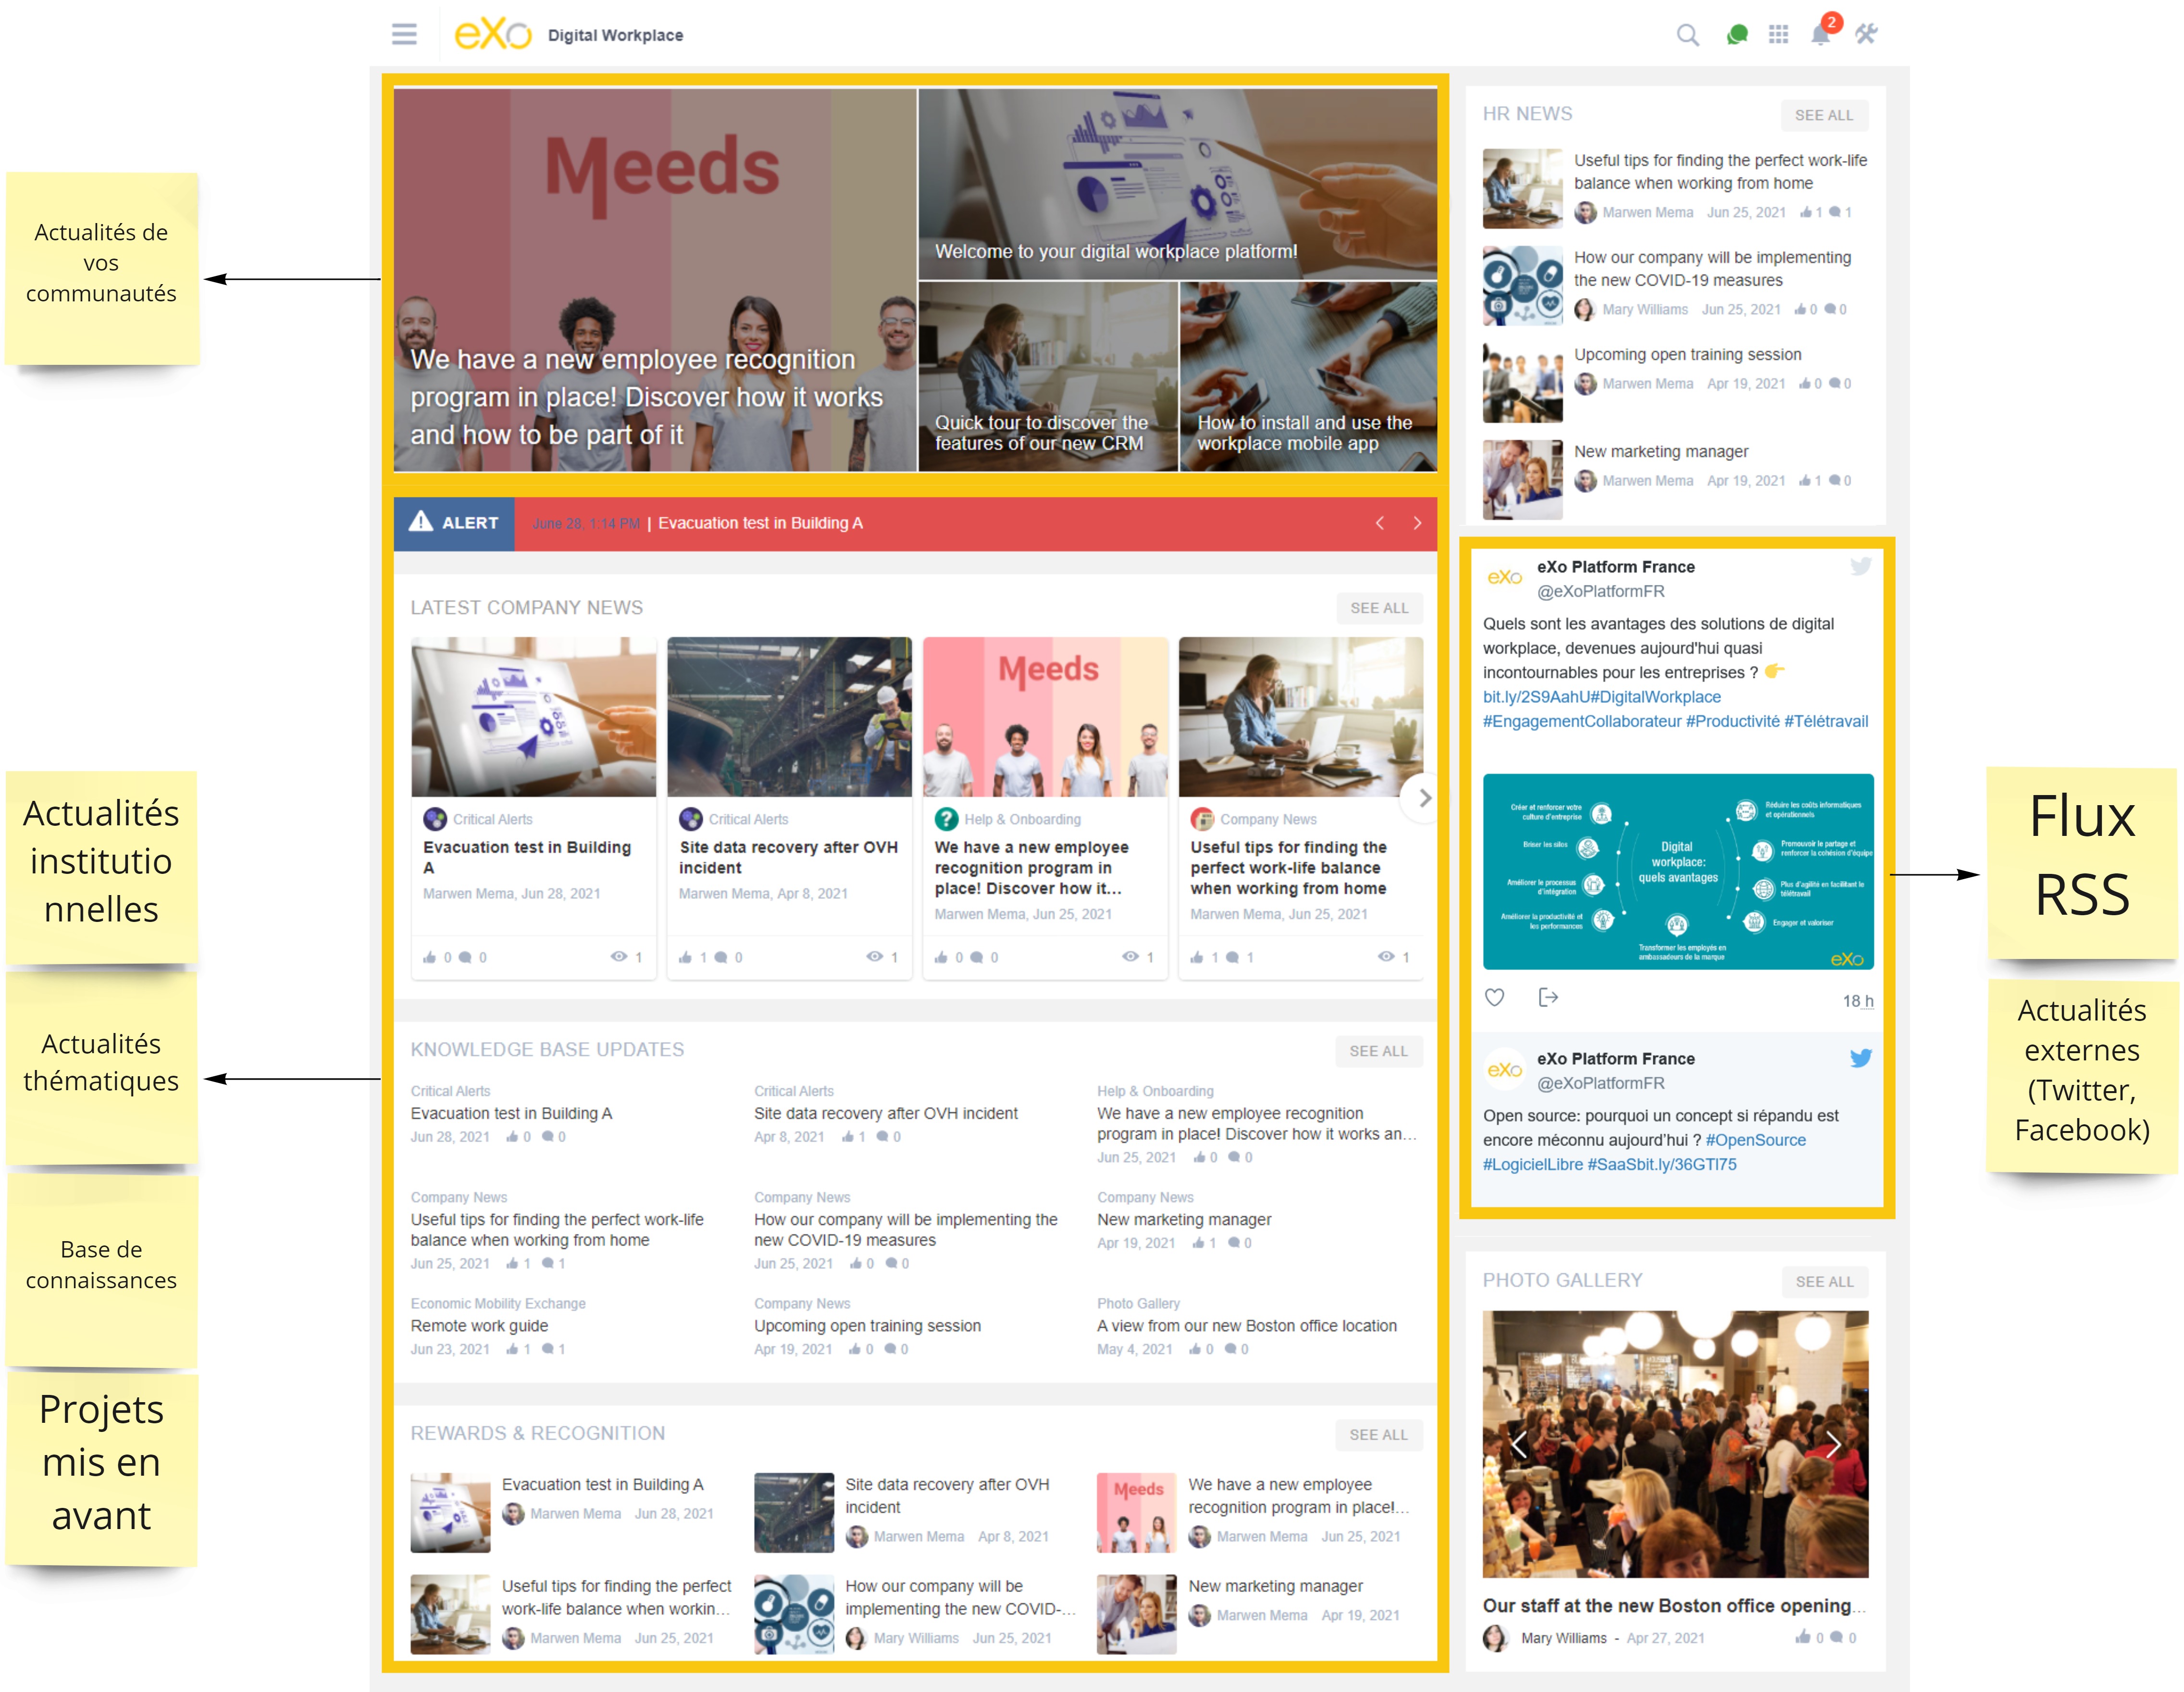 eXo Digital Workplace
2
Actualités de
vos
communautés
Actualités
institutio
nnelles
Actualités
thématiques
Base de
connaissances
Projets
mis en
avant
Meeds
We have a new employee recognition
program in place! Discover how it works
and how to be part of it
Welcome to your digital workplace platform!
Quick tour to discover the
features of our new CRM
How to install and use the
workplace mobile app
ALERT
June 28, 1:14 PM | Evacuation test in Building A
LATEST COMPANY NEWS
SEE ALL
Critical Alerts
Evacuation test in Building
A
Marwen Mema, Jun 28, 2021
0 0 1
Critical Alerts
Site data recovery after OVH
incident
Marwen Mema, Apr 8, 2021
1 0 1
Meeds
Help & Onboarding
We have a new employee
recognition program in
place! Discover how it...
Marwen Mema, Jun 25, 2021
0 0 1
Company News
Useful tips for finding the
perfect work-life balance
when working from home
Marwen Mema, Jun 25, 2021
1 1 1
KNOWLEDGE BASE UPDATES
SEE ALL
Critical Alerts
Evacuation test in Building A
Jun 28, 2021 0 0
Critical Alerts
Site data recovery after OVH incident
Apr 8, 2021 1 0
Help & Onboarding
We have a new employee recognition
program in place! Discover how it works an...
Jun 25, 2021 0 0
Company News
Useful tips for finding the perfect work-life
balance when working from home
Jun 25, 2021 1 1
Company News
How our company will be implementing the
new COVID-19 measures
Jun 25, 2021 0 0
Company News
New marketing manager
Apr 19, 2021 1 0
Economic Mobility Exchange
Remote work guide
Jun 23, 2021 1 1
Company News
Upcoming open training session
Apr 19, 2021 0 0
Photo Gallery
A view from our new Boston office location
May 4, 2021 0 0
REWARDS & RECOGNITION
SEE ALL
Evacuation test in Building A
Marwen Mema Jun 28, 2021
Site data recovery after OVH
incident
Marwen Mema Apr 8, 2021
Meeds
We have a new employee
recognition program in place!...
Marwen Mema Jun 25, 2021
Useful tips for finding the perfect
work-life balance when workin...
Marwen Mema Jun 25, 2021
How our company will be
implementing the new COVID-...
Mary Williams Jun 25, 2021
New marketing manager
Marwen Mema Apr 19, 2021
HR NEWS
SEE ALL
Useful tips for finding the perfect work-life
balance when working from home
Marwen Mema Jun 25, 2021 1 1
How our company will be implementing
the new COVID-19 measures
Mary Williams Jun 25, 2021 0 0
Upcoming open training session
Marwen Mema Apr 19, 2021 0 0
New marketing manager
Marwen Mema Apr 19, 2021 1 0
eXo
eXo Platform France
@eXoPlatformFR
Quels sont les avantages des solutions de digital
workplace, devenues aujourd'hui quasi
incontournables pour les entreprises ?
bit.ly/2S9AahU#DigitalWorkplace
#EngagementCollaborateur #Productivité #Télétravail
Créer et renforcer votre
culture d'entreprise
Briser les silos
Améliorer le processus
d'intégration
Améliorer la productivité et
les performances
Digital
workplace:
quels avantages
Réduire les coûts informatiques
et opérationnels
Promouvoir le partage et
renforcer la cohésion d'équipe
Plus d'agilité en facilitant le
télétravail
Engager et valoriser
Transformer les employés en
ambassadeurs de la marque
eXo
18 h
eXo
eXo Platform France
@eXoPlatformFR
Open source: pourquoi un concept si répandu est
encore méconnu aujourd'hui ? #OpenSource
#LogicielLibre #SaaSbit.ly/36GTl75
PHOTO GALLERY
SEE ALL
Our staff at the new Boston office opening...
Mary Williams - Apr 27, 2021 0 0
Flux
RSS
Actualités
externes
(Twitter,
Facebook)